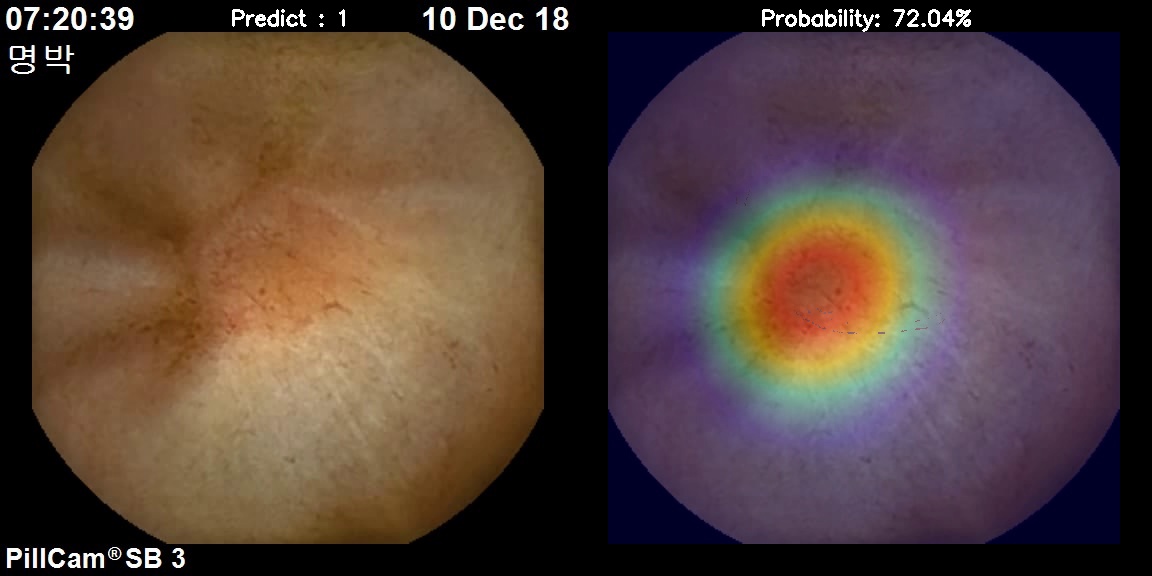 07:20:39
Predict : 1
10 Dec 18
Probability: 72.04%
명박
PillCam® SB 3